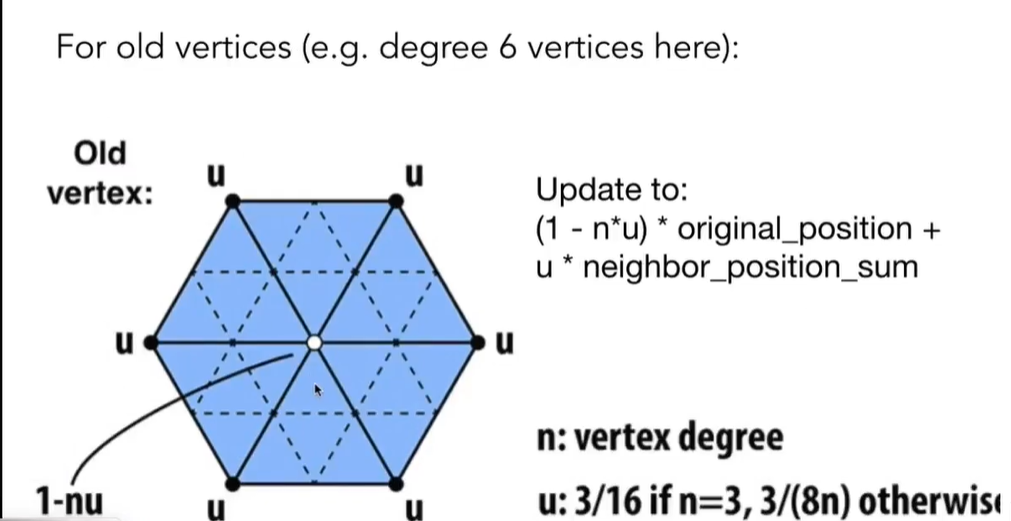 For old vertices (e.g. degree 6 vertices here):
Old
vertex:
u
u
Update to:
(1 - n*u) * original_position +
u * neighbor_position_sum
u
u
n: vertex degree
1-nu
u
u
u: 3/16 if n=3, 3/(8n) otherwise